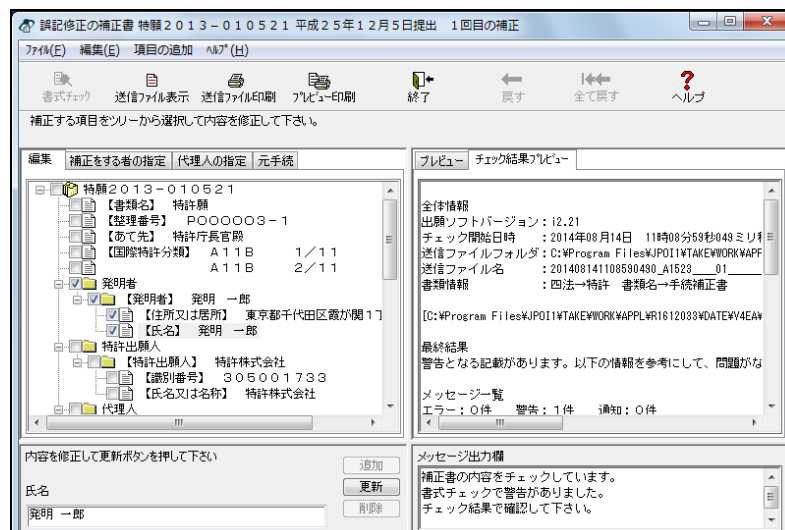 誤記修正の補正書 特願２０１３－０１０５２１ 平成２５年１２月５日提出　１回目の補正
ﾌｧｲﾙ(F)　編集(E)　項目の追加　ﾍﾙﾌﾟ(H)
書式ﾁｪｯｸ　送信ﾌｧｲﾙ表示　送信ﾌｧｲﾙ印刷　ﾌﾟﾚﾋﾞｭｰ印刷　終了　戻す　全て戻す　ヘルプ
補正する項目をツリーから選択して内容を修正して下さい。
編集　補正をする者の指定　代理人の指定　元手続
特願２０１３－０１０５２１
【書類名】　特許願
【整理番号】　Ｐ０００００３－１
【あて先】　特許庁長官殿
【国際特許分類】　Ａ１１Ｂ　　１／１１
Ａ１１Ｂ　　２／１１
発明者
【発明者】　発明　一郎
【住所又は居所】　東京都千代田区霞が関１丁
【氏名】　発明　一郎
特許出願人
【特許出願人】　特許株式会社
【識別番号】　３０５００１７３３
【氏名又は名称】　特許株式会社
代理人
プレビュー　チェック結果プレビュー
全体情報
出願ソフトバージョン：i2.21
チェック開始日時　　：2014年08月14日　11時08分59秒049ミリ
送信ファイルフォルダ：C:¥Program Files¥JPOI1¥TAKE¥WORK¥APP
送信ファイル名　　　：201408141108590490_A1523____01____
書類情報　　　　　　：四法→特許　書類名→手続補正書
[C:¥Program Files¥JPOI1¥TAKE¥WORK¥APPL¥R1612033¥DATE¥V4EA¥
最終結果
警告となる記載があります。以下の情報を参考にして、問題がな
メッセージ一覧
エラー：０件　　警告：１件　　通知：０件
内容を修正して更新ボタンを押して下さい
追加
氏名
更新
発明 一郎
削除
メッセージ出力欄
補正書の内容をチェックしています。
書式チェックで警告がありました。
チェック結果で確認して下さい。